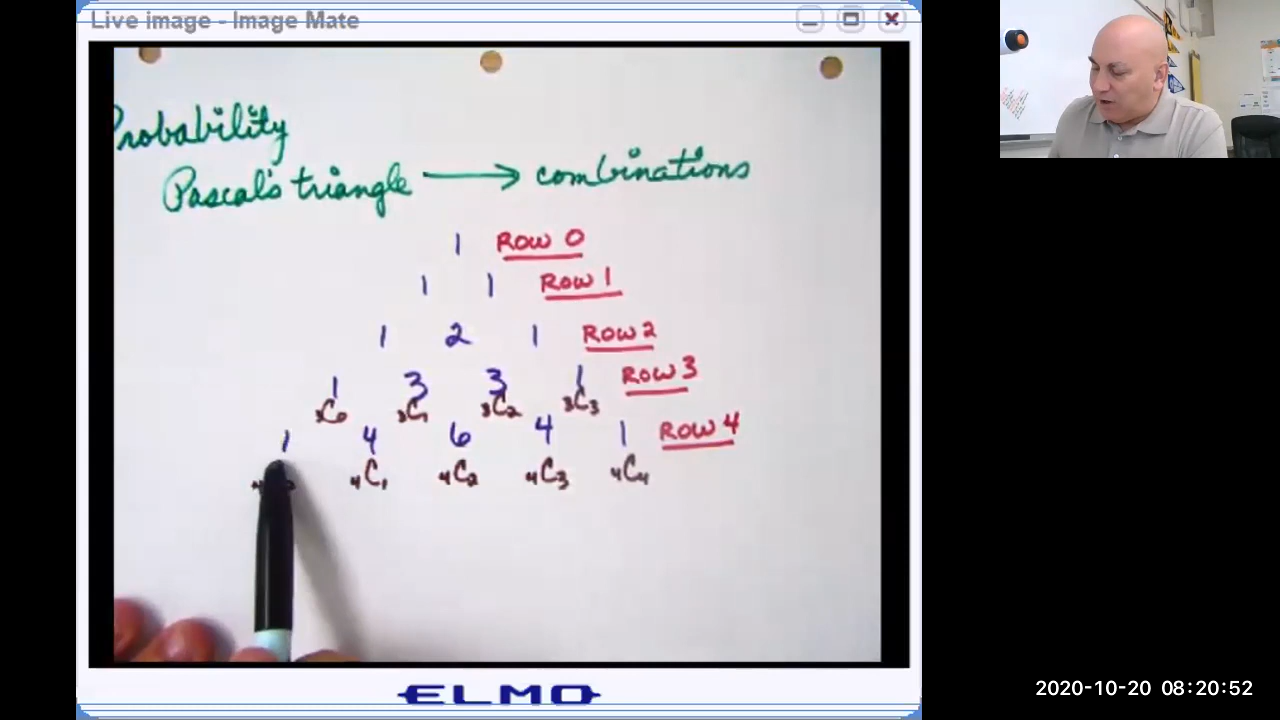 Live image - Image Mate
Probability
Pascal's triangle → combinations
1 Row 0
1 1 Row 1
1 2 1 Row 2
1 3 3 1 Row 3
₃C₀ ₃C₁ ₃C₂ ₃C₃
1 4 6 4 1 Row 4
₄C₁ ₄C₂ ₄C₃ ₄C₄
ELMO
2020-10-20 08:20:52